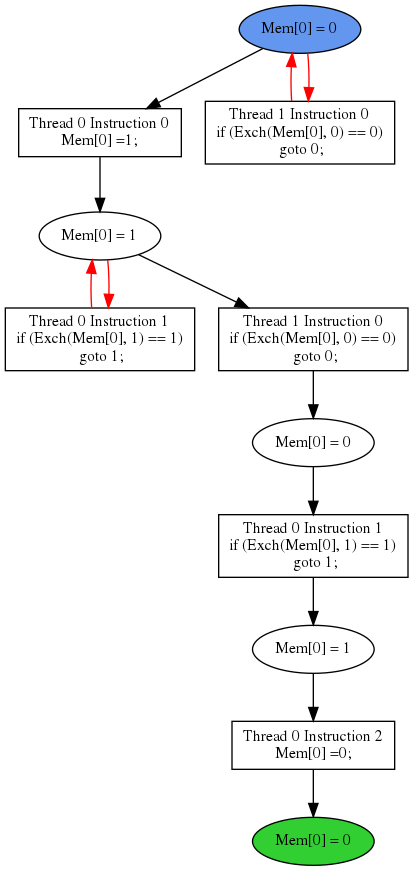 Mem[0] = 0
Thread 0 Instruction 0
Mem[0] =1;
Thread 1 Instruction 0
if (Exch(Mem[0], 0) == 0)
goto 0;
Mem[0] = 1
Thread 0 Instruction 1
if (Exch(Mem[0], 1) == 1)
goto 1;
Thread 1 Instruction 0
if (Exch(Mem[0], 0) == 0)
goto 0;
Mem[0] = 0
Thread 0 Instruction 1
if (Exch(Mem[0], 1) == 1)
goto 1;
Mem[0] = 1
Thread 0 Instruction 2
Mem[0] =0;
Mem[0] = 0